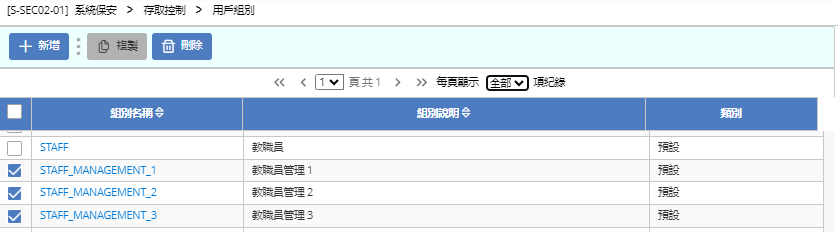 [S-SEC02-01] 系統保安 > 存取控制 > 用戶組別
新增 複製 刪除
1 頁 共 1 每頁顯示 全部 項紀錄
組別名稱 組別說明 類別
STAFF 教職員 預設
STAFF_MANAGEMENT_1 教職員管理 1 預設
STAFF_MANAGEMENT_2 教職員管理 2 預設
STAFF_MANAGEMENT_3 教職員管理 3 預設